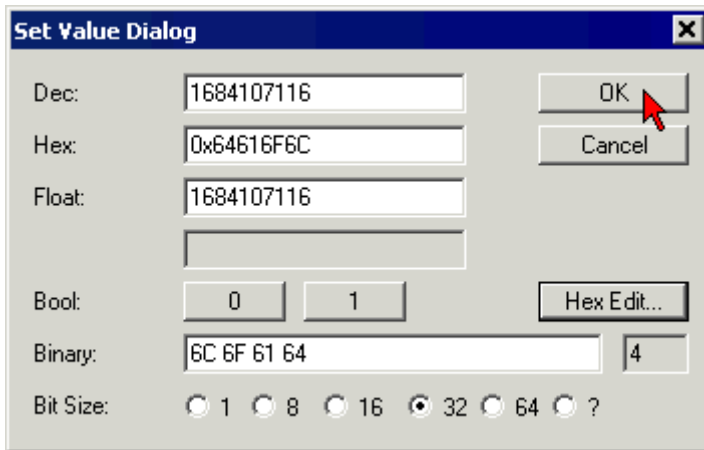 Set Value Dialog
Dec: 1684107116 OK
Hex: 0x64616F6C Cancel
Float: 1684107116
Bool: 0 1 Hex Edit...
Binary: 6C 6F 61 64 4
Bit Size: 1 8 16 32 64 ?